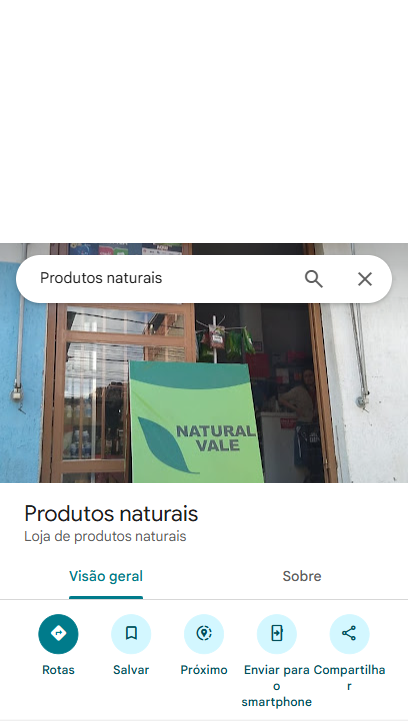 Produtos naturais
NATURAL
VALE
Produtos naturais
Loja de produtos naturais
Visão geral
Sobre
Rotas
Salvar
Próximo
Enviar para
o
smartphone
Compartilha
r